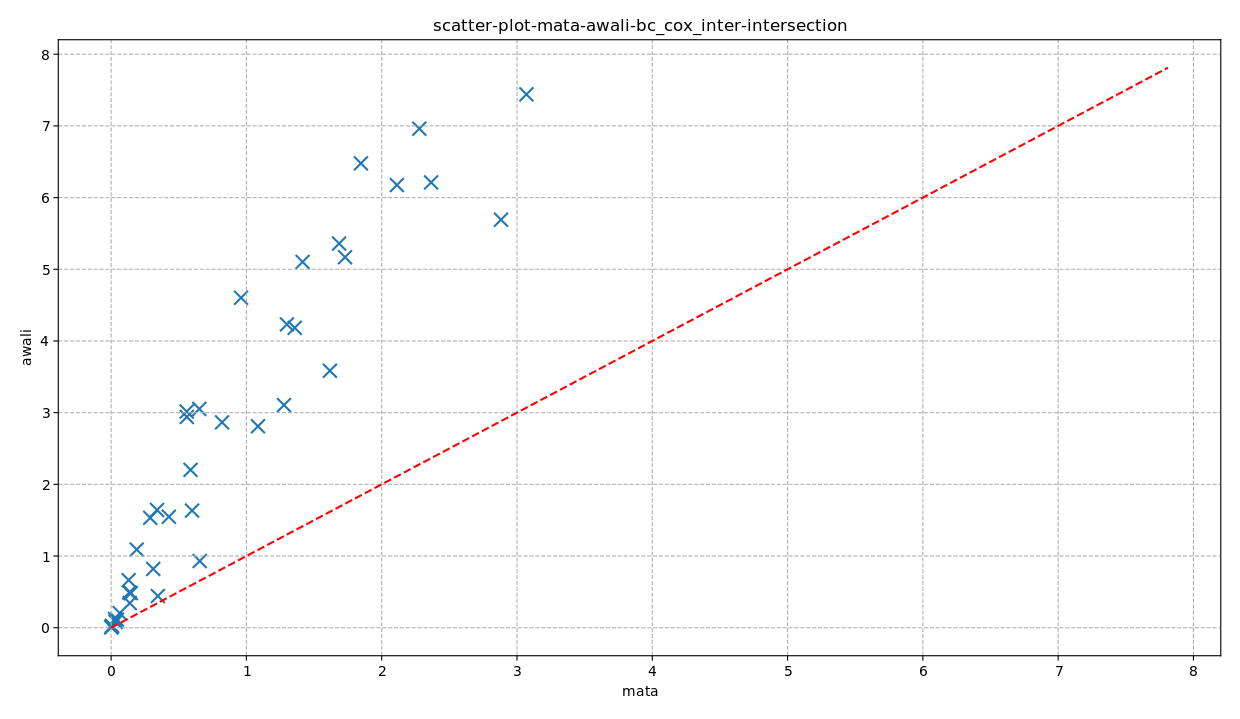 scatter-plot-mata-awali-bc_cox_inter-intersection
8
7
6
5
4
3
2
1
0
awali
0 1 2 3 4 5 6 7 8
mata